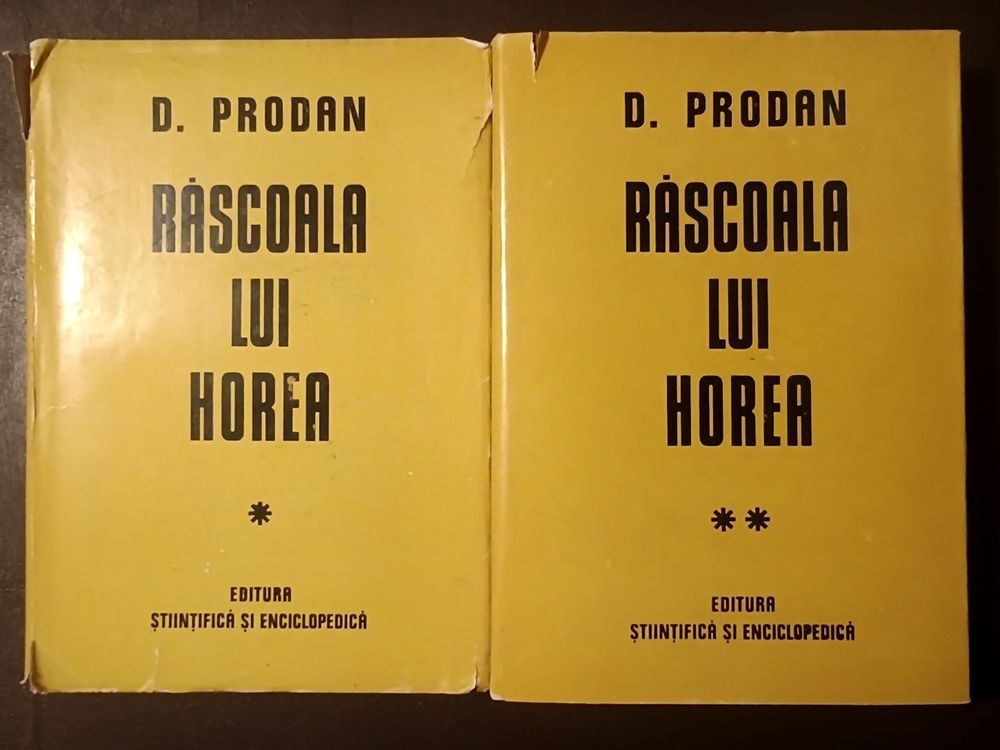 D. PRODAN
RĂSCOALA
LUI
HOREA
*
EDITURA
ȘTIINȚIFICĂ ȘI ENCICLOPEDICĂ
D. PRODAN
RĂSCOALA
LUI
HOREA
**
EDITURA
ȘTIINȚIFICĂ ȘI ENCICLOPEDICĂ